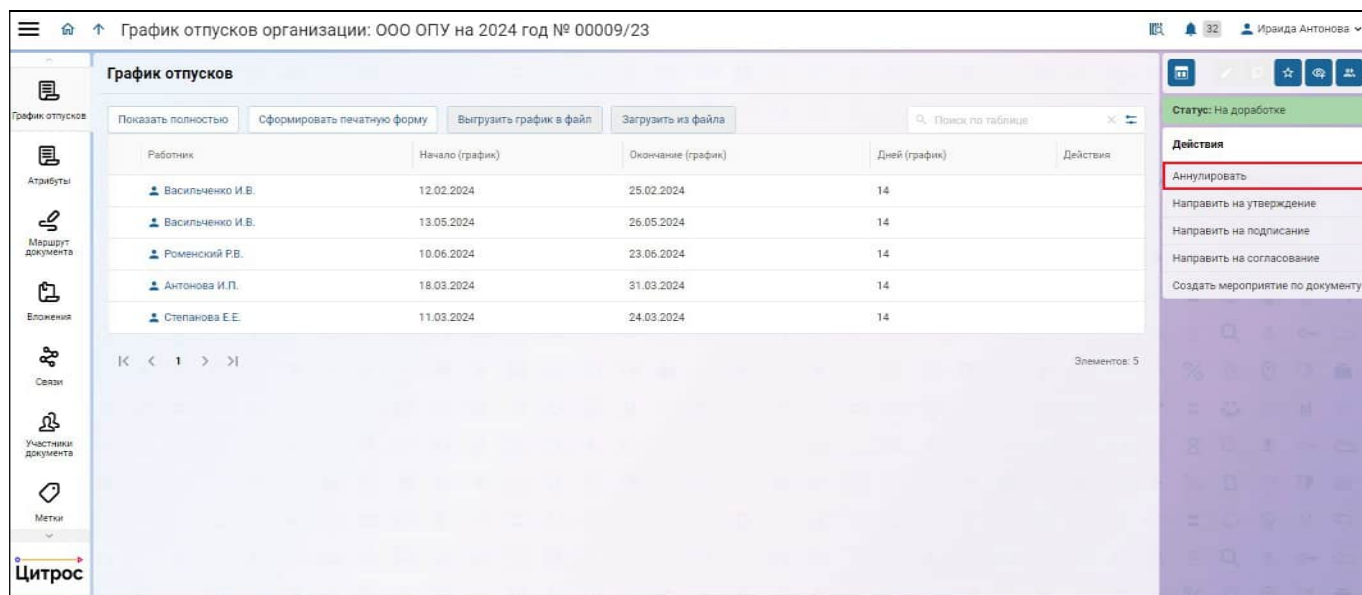 График отпусков организации: ООО ОПУ на 2024 год № 00009/23
32
Ираида Антонова
График отпусков
Атрибуты
Маршрут
документа
Вложения
Связи
Участники
документа
Метки
Цитрос
График отпусков
Показать полностью
Сформировать печатную форму
Выгрузить график в файл
Загрузить из файла
Поиск по таблице
Работник Начало (график) Окончание (график) Дней (график) Действия
Васильченко И.В. 12.02.2024 25.02.2024 14
Васильченко И.В. 13.05.2024 26.05.2024 14
Роменский Р.В. 10.06.2024 23.06.2024 14
Антонова И.П. 18.03.2024 31.03.2024 14
Степанова Е.Е. 11.03.2024 24.03.2024 14
1
Элементов: 5
Статус: На доработке
Действия
Аннулировать
Направить на утверждение
Направить на подписание
Направить на согласование
Создать мероприятие по документу